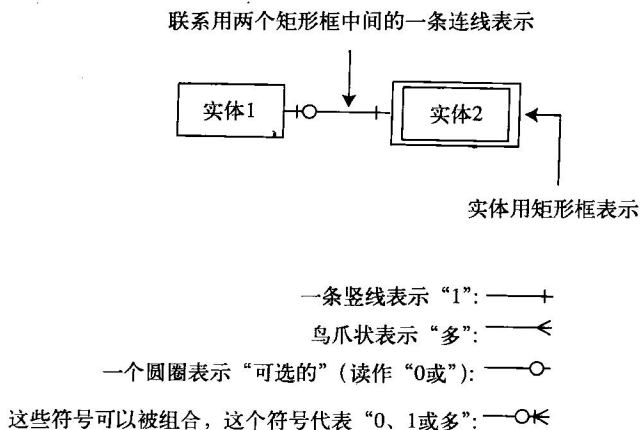 联系用两个矩形框中间的一条连线表示
实体1
实体2
实体用矩形框表示
一条竖线表示“1”:
鸟爪状表示“多”:
一个圆圈表示“可选的”(读作“0或”):
这些符号可以被组合，这个符号代表“0、1或多”: